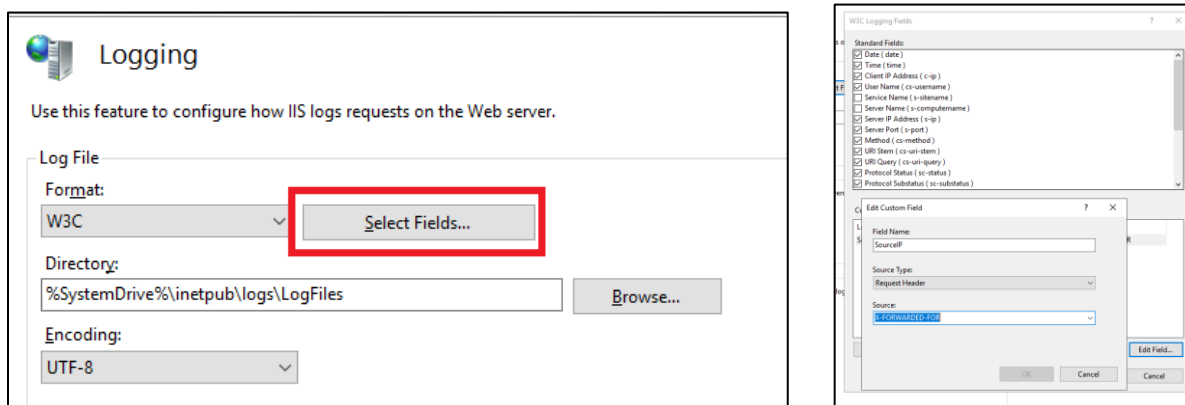 Logging
Use this feature to configure how IIS logs requests on the Web server.
Log File
Format:
W3C
Select Fields...
Directory:
%SystemDrive%\inetpub\logs\LogFiles
Browse...
Encoding:
UTF-8
W3C Logging Fields
Standard Fields:
Date ( date )
Time ( time )
Client IP Address ( c-ip )
User Name ( cs-username )
Service Name ( s-sitename )
Server Name ( s-computername )
Server IP Address ( s-ip )
Server Port ( s-port )
Method ( cs-method )
URI Stem ( cs-uri-stem )
URI Query ( cs-uri-query )
Protocol Status ( sc-status )
Protocol Substatus ( sc-substatus )
Edit Custom Field
Field Name:
SourceIP
Source Type:
Request Header
Source:
X-FORWARDED-FOR
OK
Cancel
Edit Field...
Cancel